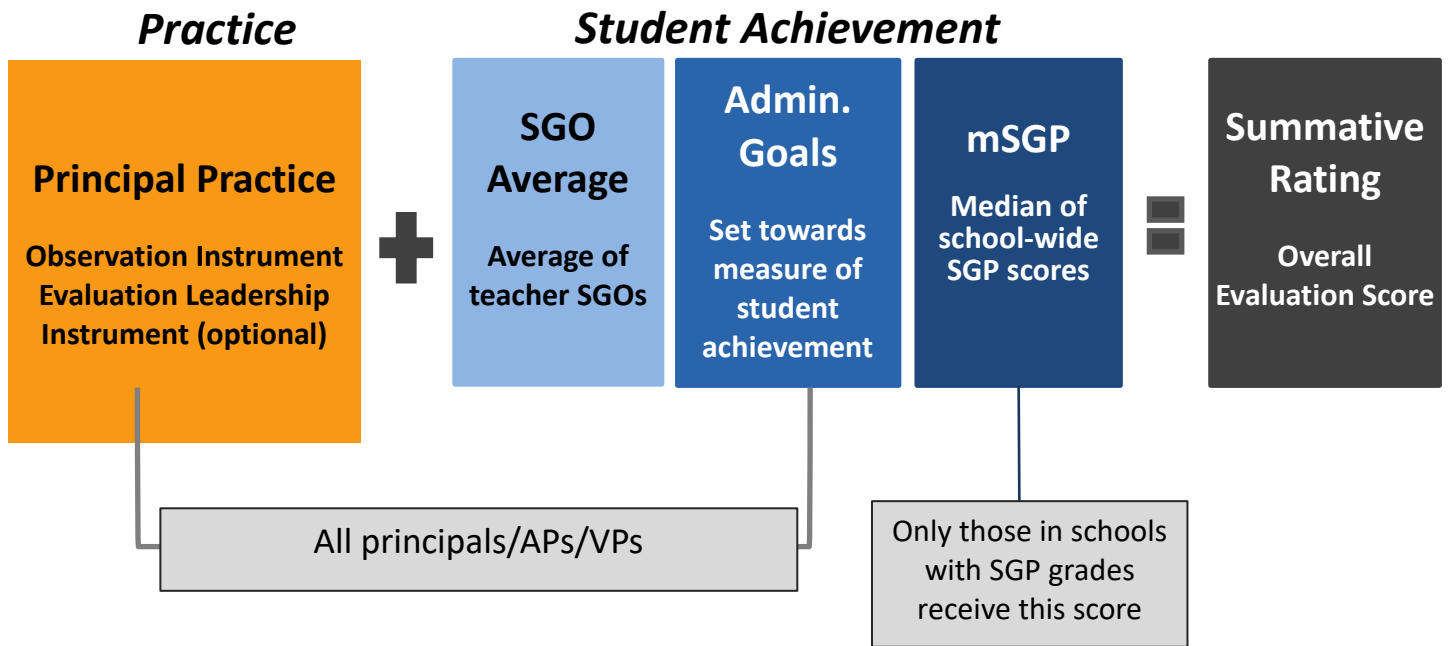 Practice
Student Achievement
Principal Practice
Observation Instrument
Evaluation Leadership
Instrument (optional)
SGO
Average
Average of
teacher SGOs
Admin.
Goals
Set towards
measure of
student
achievement
mSGP
Median of
school-wide
SGP scores
Summative
Rating
Overall
Evaluation Score
All principals/APs/VPs
Only those in schools
with SGP grades
receive this score